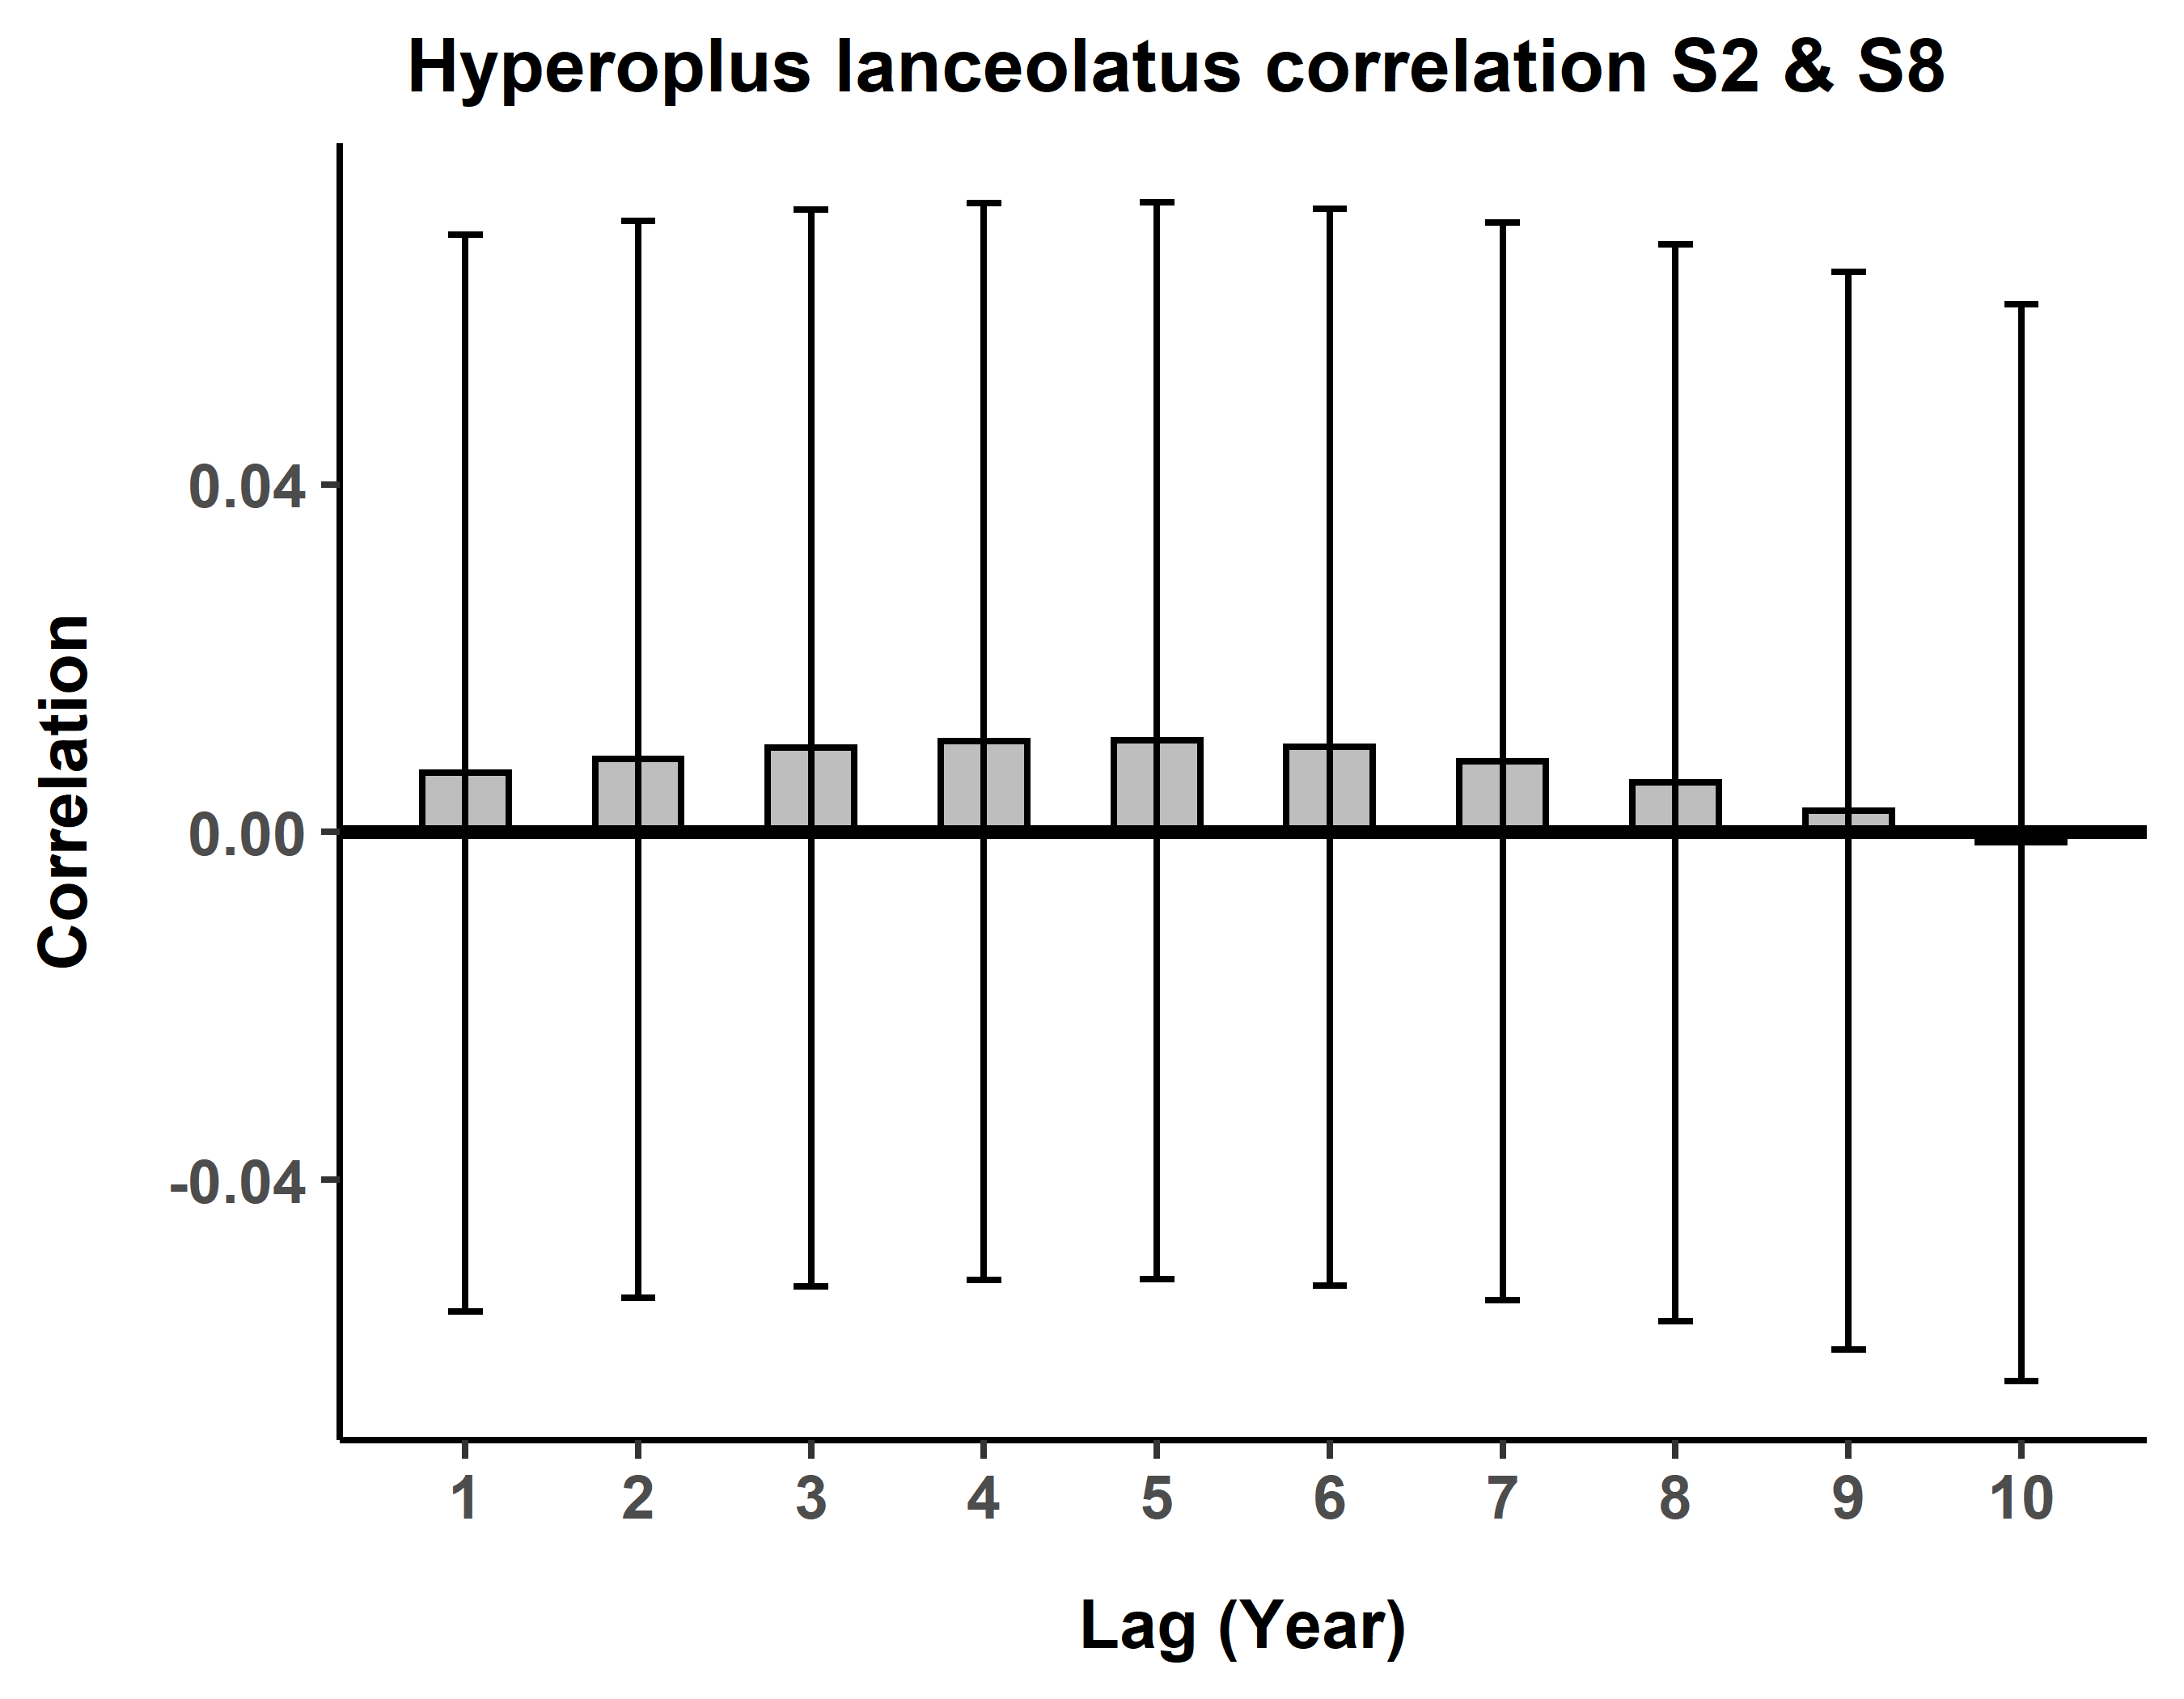 Hyperoplus lanceolatus correlation S2 & S8
Correlation
0.04
0.00
-0.04
1 2 3 4 5 6 7 8 9 10
Lag (Year)